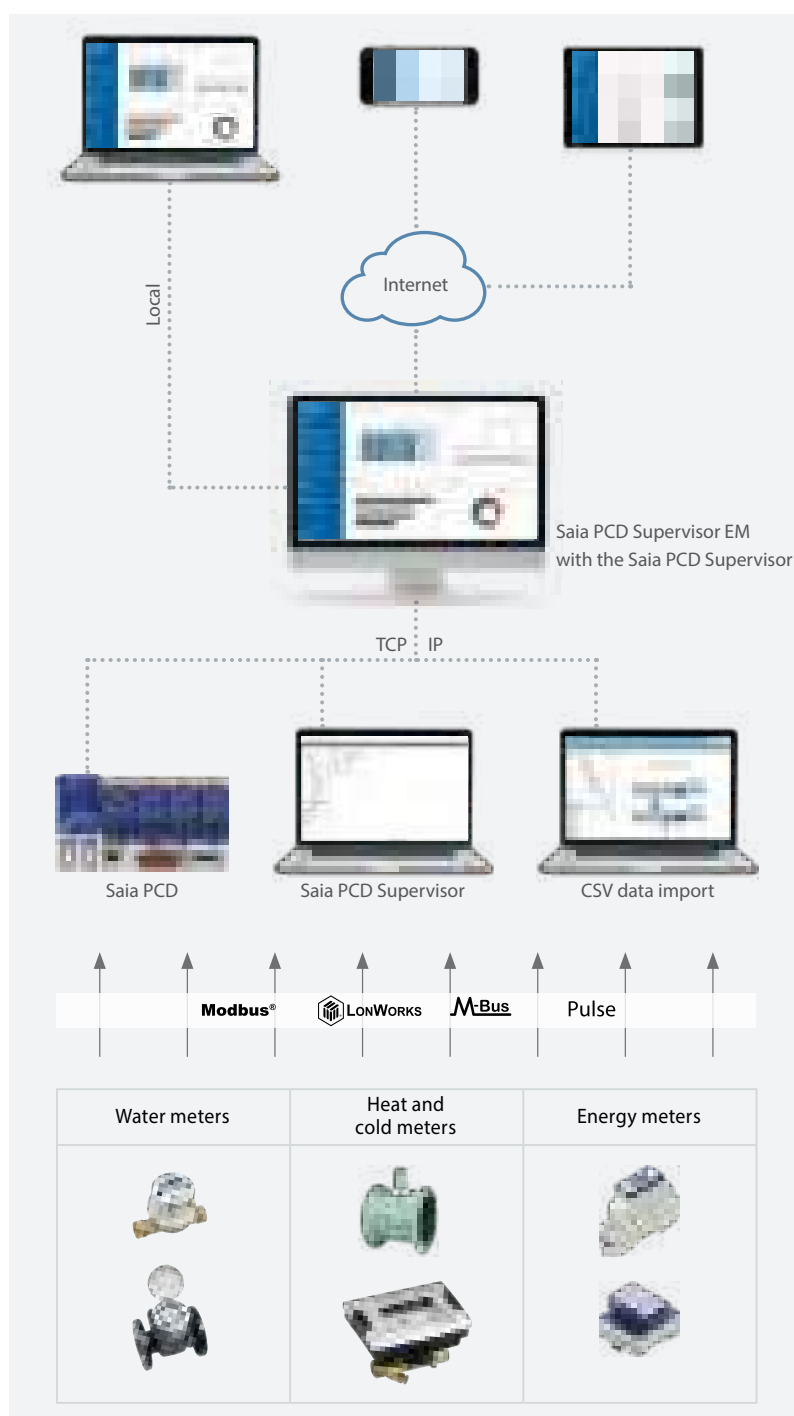 Internet
Local
Saia PCD Supervisor EM
with the Saia PCD Supervisor
TCP IP
Saia PCD
Saia PCD Supervisor
CSV data import
Modbus® LONWORKS M-Bus Pulse
Water meters
Heat and
cold meters
Energy meters